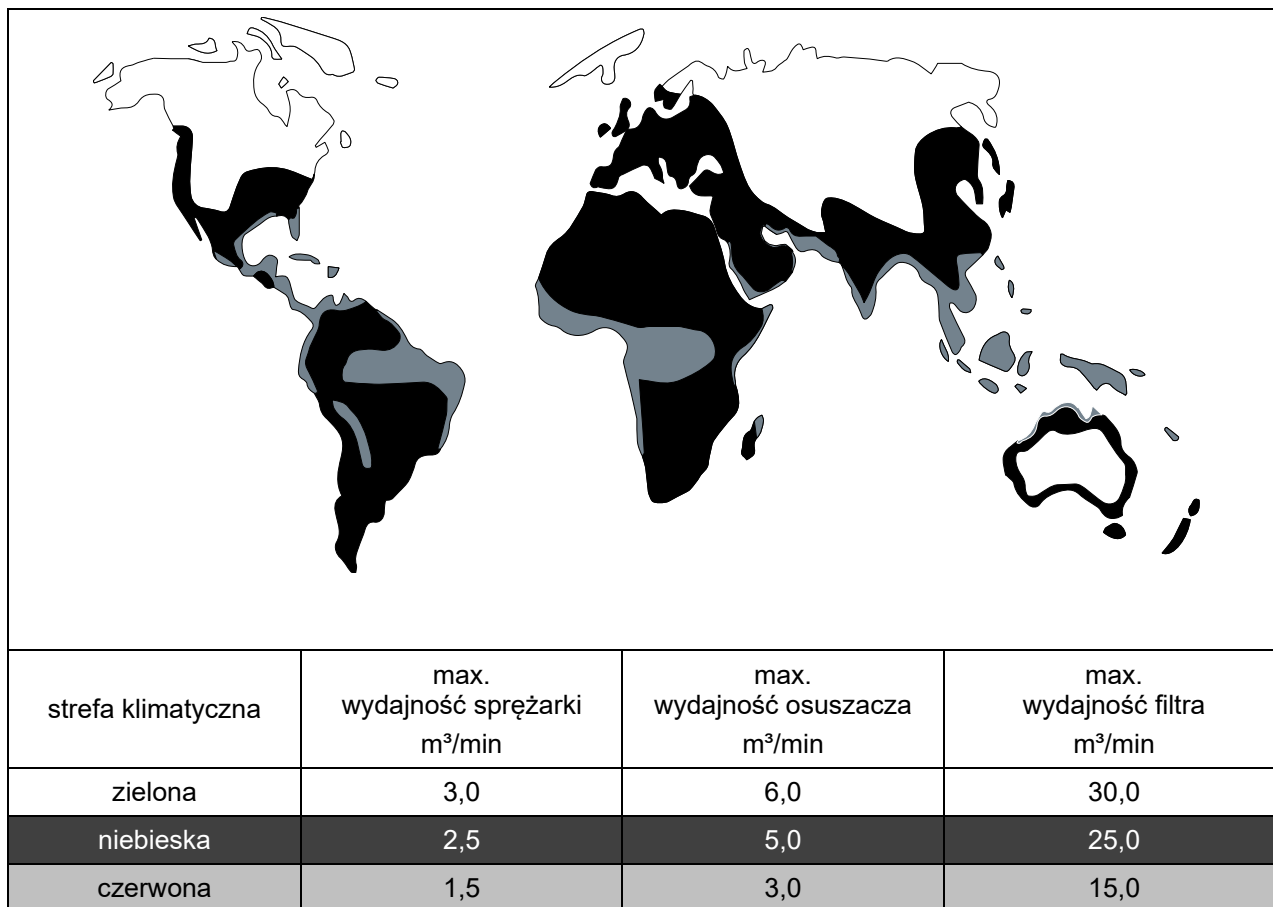 strefa klimatyczna
max.
wydajność sprężarki
m³/min
max.
wydajność osuszacza
m³/min
max.
wydajność filtra
m³/min
zielona 3,0 6,0 30,0
niebieska 2,5 5,0 25,0
czerwona 1,5 3,0 15,0